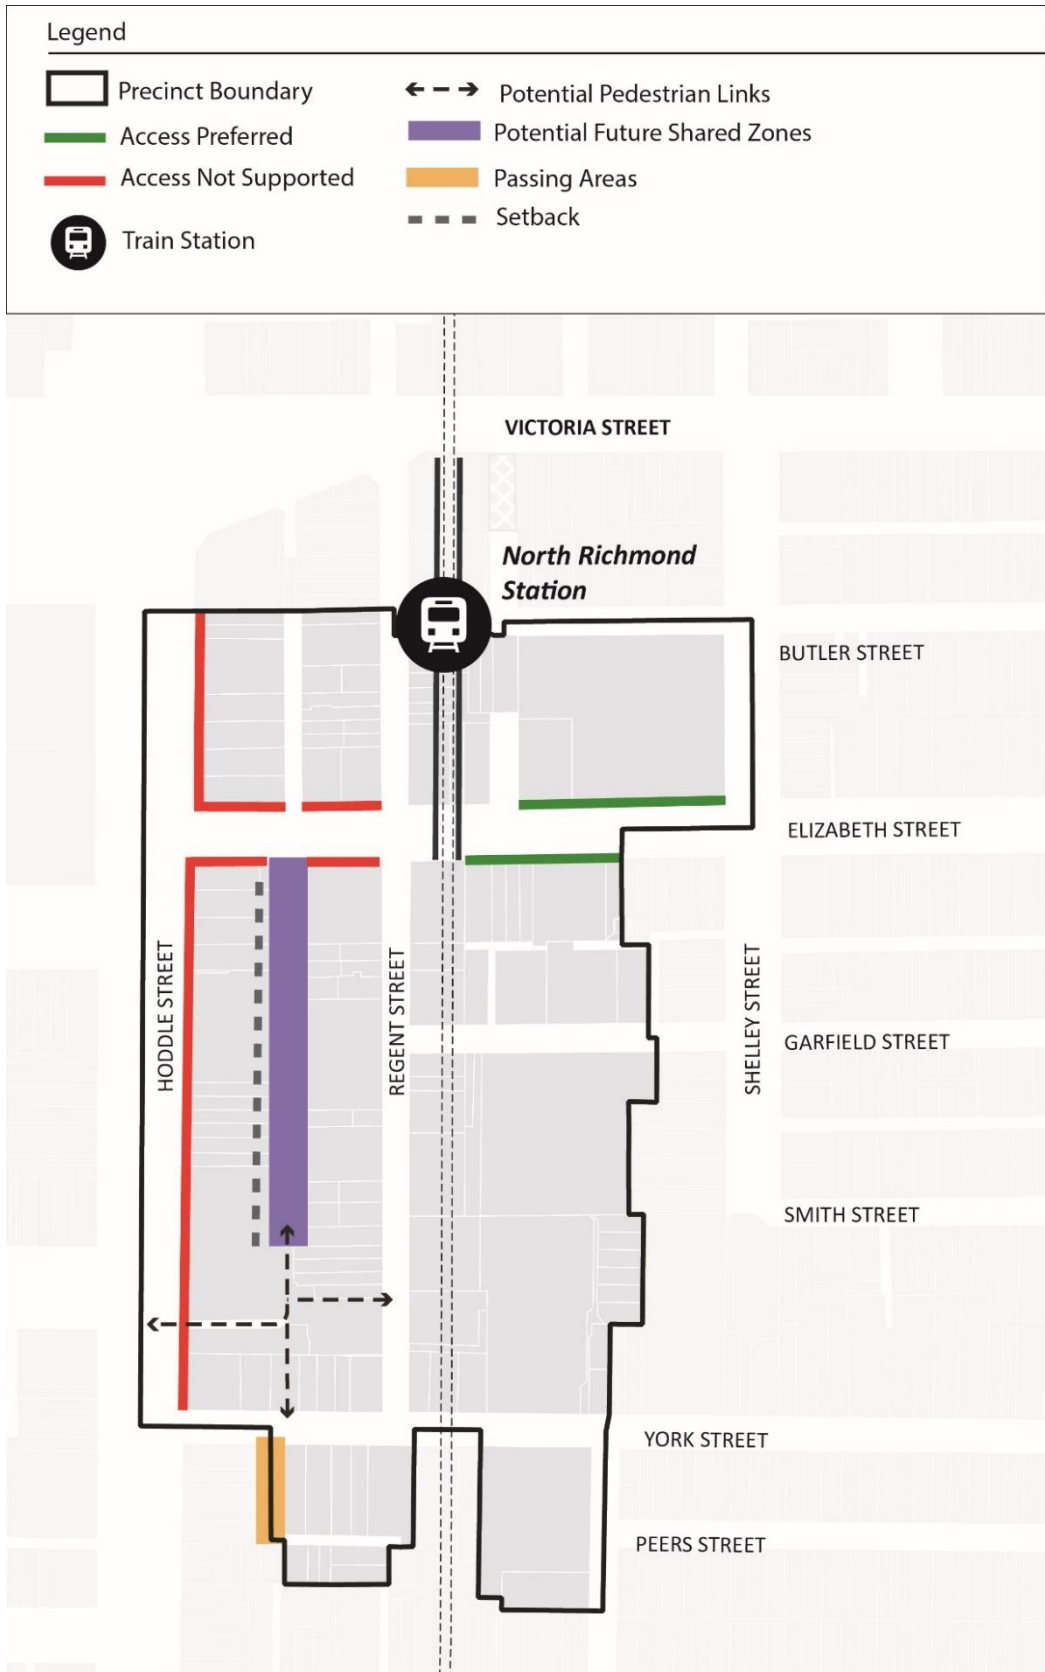 Legend
Precinct Boundary
Potential Pedestrian Links
Access Preferred
Potential Future Shared Zones
Access Not Supported
Passing Areas
Setback
Train Station
VICTORIA STREET
North Richmond
Station
BUTLER STREET
ELIZABETH STREET
HODDLE STREET
REGENT STREET
SHELLEY STREET
GARFIELD STREET
SMITH STREET
YORK STREET
PEERS STREET